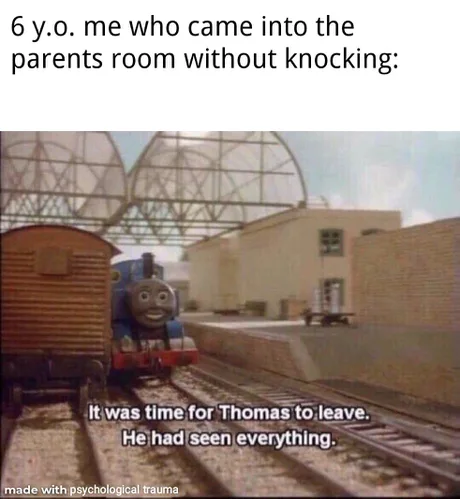 6 y.o. me who came into the
parents room without knocking:
It was time for Thomas to leave.
He had seen everything.
made with psychological trauma